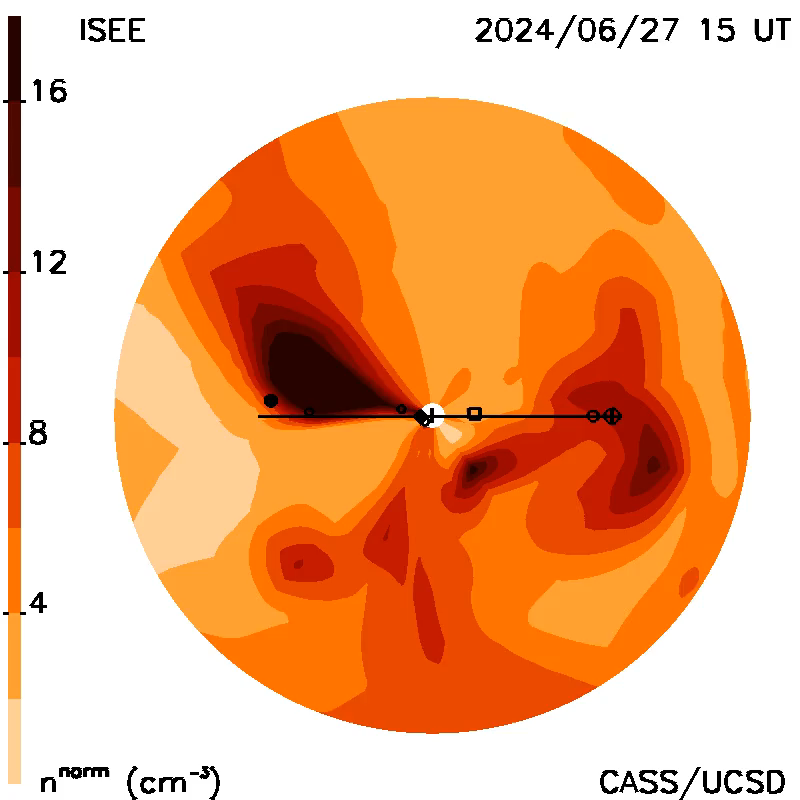 ISEE 2024/06/27 15 UT
16
12
8
4
n^norm (cm^-3) CASS/UCSD